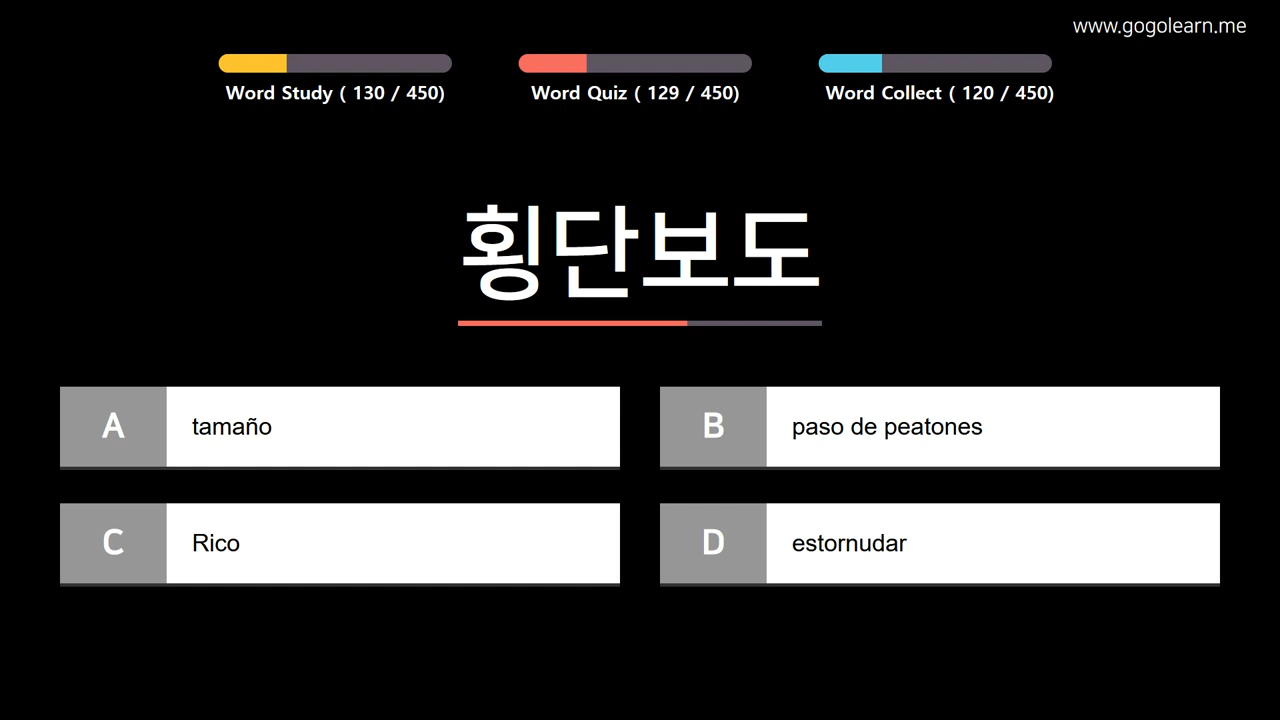 www.gogolearn.me
Word Study ( 130 / 450)
Word Quiz ( 129 / 450)
Word Collect ( 120 / 450)
횡단보도
A tamaño
B paso de peatones
C Rico
D estornudar